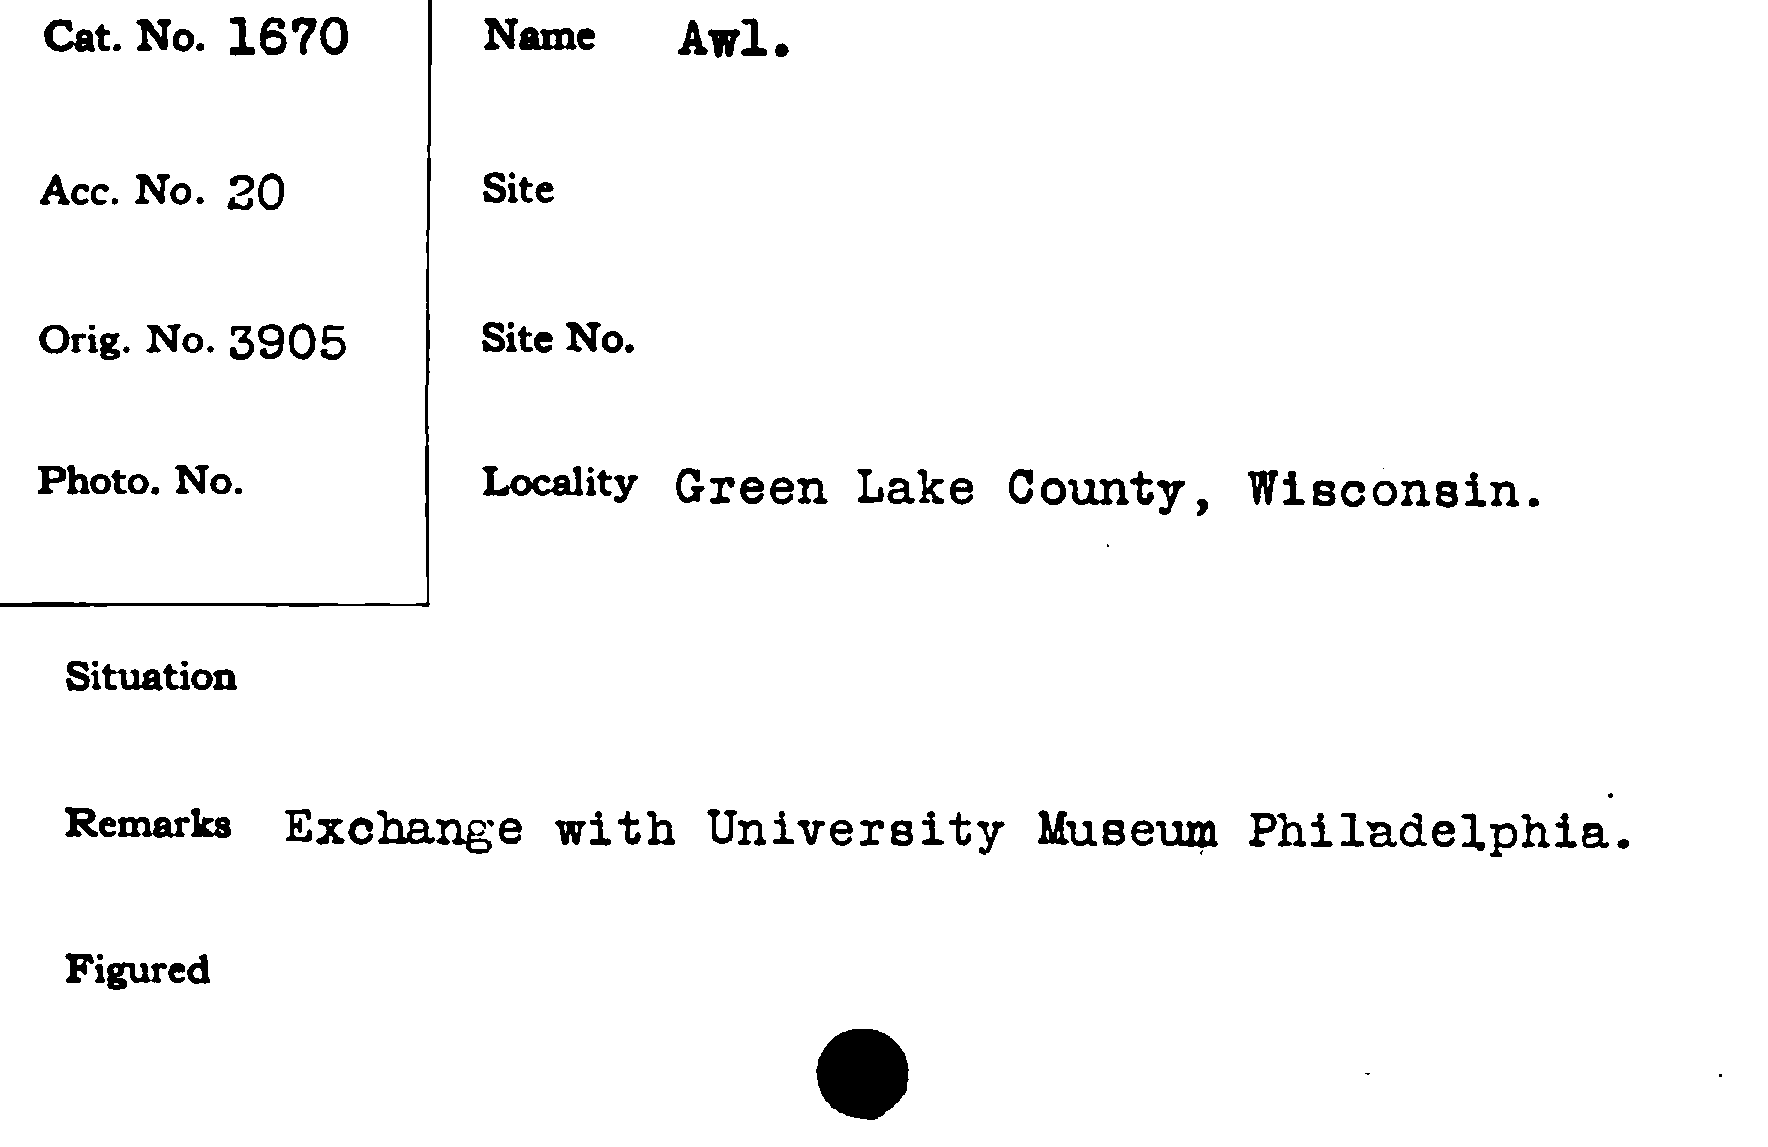 Cat. No. 1670
Name Awl.
Acc. No. 20
Site
Orig. No. 3905
Site No.
Photo. No.
Locality Green Lake County, Wisconsin.
Situation
Remarks Exchange with University Museum Philadelphia.
Figured